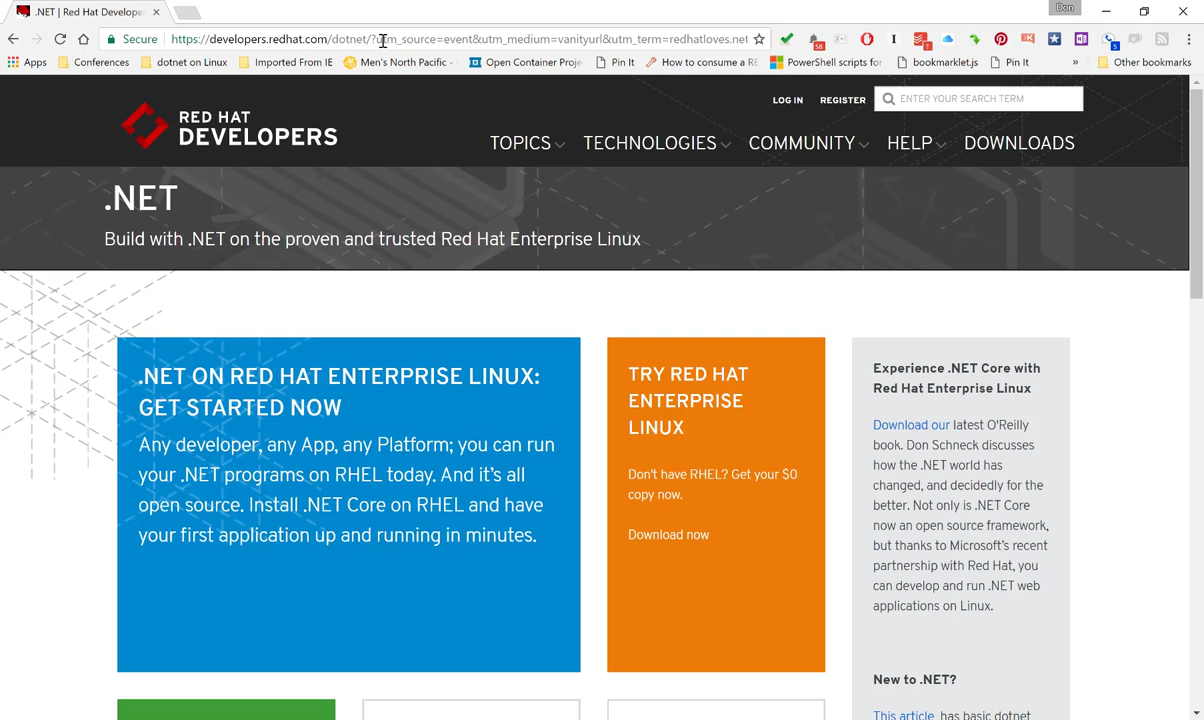 .NET | Red Hat Developer
Don
Secure
https://developers.redhat.com/dotnet/?utm_source=event&utm_medium=vanityurl&utm_term=redhatloves.net
58
7
5
Apps
Conferences
dotnet on Linux
Imported From IE
Men's North Pacific -
Open Container Proje
Pin It
How to consume a RE
PowerShell scripts fo
bookmarklet.js
Pin It
»
Other bookmarks
RED HAT
DEVELOPERS
LOG IN
REGISTER
ENTER YOUR SEARCH TERM
TOPICS
TECHNOLOGIES
COMMUNITY
HELP
DOWNLOADS
.NET
Build with .NET on the proven and trusted Red Hat Enterprise Linux
.NET ON RED HAT ENTERPRISE LINUX:
GET STARTED NOW
Any developer, any App, any Platform; you can run
your .NET programs on RHEL today. And it's all
open source. Install .NET Core on RHEL and have
your first application up and running in minutes.
TRY RED HAT
ENTERPRISE
LINUX
Don't have RHEL? Get your $0
copy now.
Download now
Experience .NET Core with
Red Hat Enterprise Linux
Download our latest O'Reilly
book. Don Schneck discusses
how the .NET world has
changed, and decidedly for the
better. Not only is .NET Core
now an open source framework,
but thanks to Microsoft's recent
partnership with Red Hat, you
can develop and run .NET web
applications on Linux.
New to .NET?
This article has basic dotnet